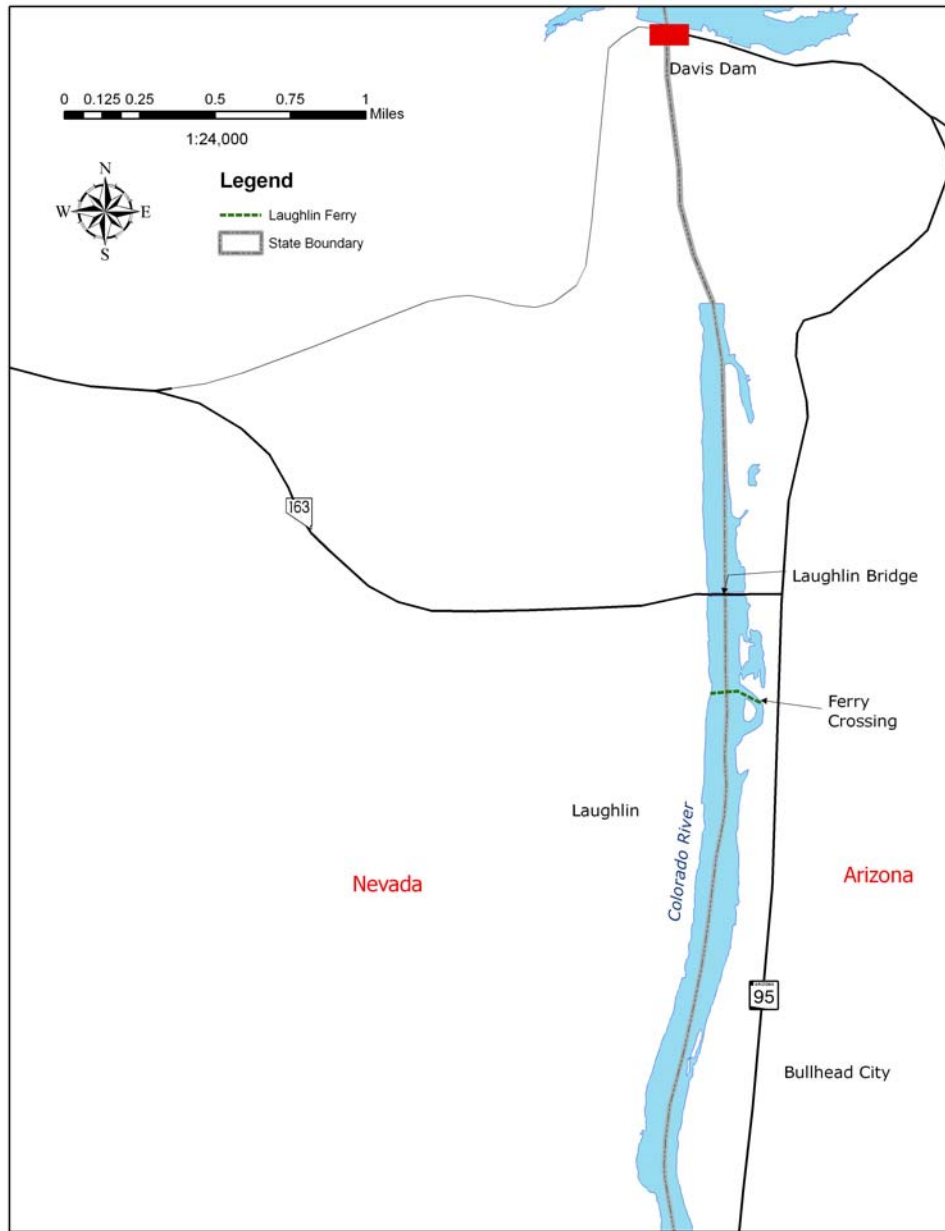 Davis Dam
0 0.125 0.25 0.5 0.75 1
Miles
1:24,000
N
W E
S
Legend
Laughlin Ferry
State Boundary
163
Laughlin Bridge
Ferry
Crossing
Laughlin
Colorado River
Nevada
Arizona
ARIZONA
95
Bullhead City